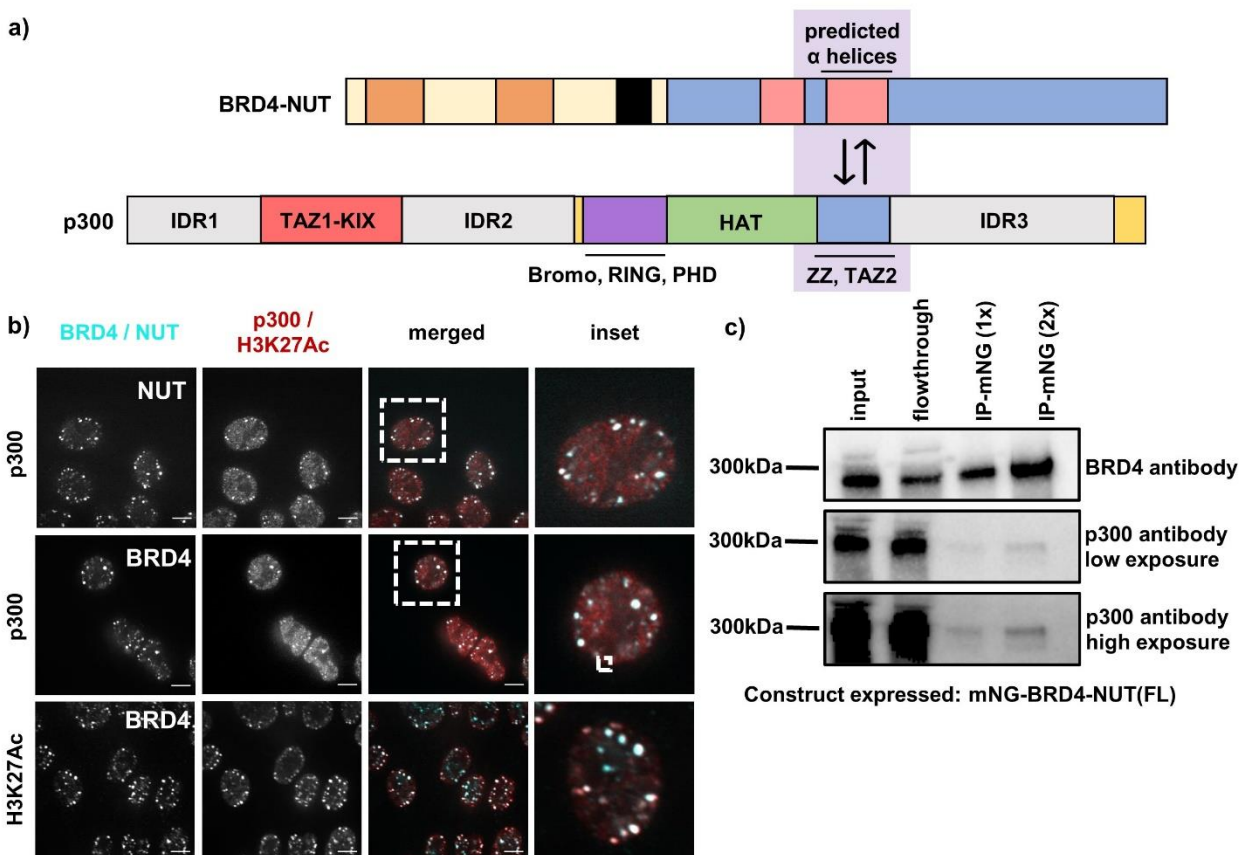 a)
predicted
α helices
BRD4-NUT
p300
IDR1
TAZ1-KIX
IDR2
HAT
IDR3
Bromo, RING, PHD
ZZ, TAZ2
b)
BRD4 / NUT
p300 /
H3K27Ac
merged
inset
p300
NUT
p300
BRD4
H3K27Ac
BRD4
c)
input
flowthrough
IP-mNG (1x)
IP-mNG (2x)
300kDa
BRD4 antibody
300kDa
p300 antibody
low exposure
300kDa
p300 antibody
high exposure
Construct expressed: mNG-BRD4-NUT(FL)